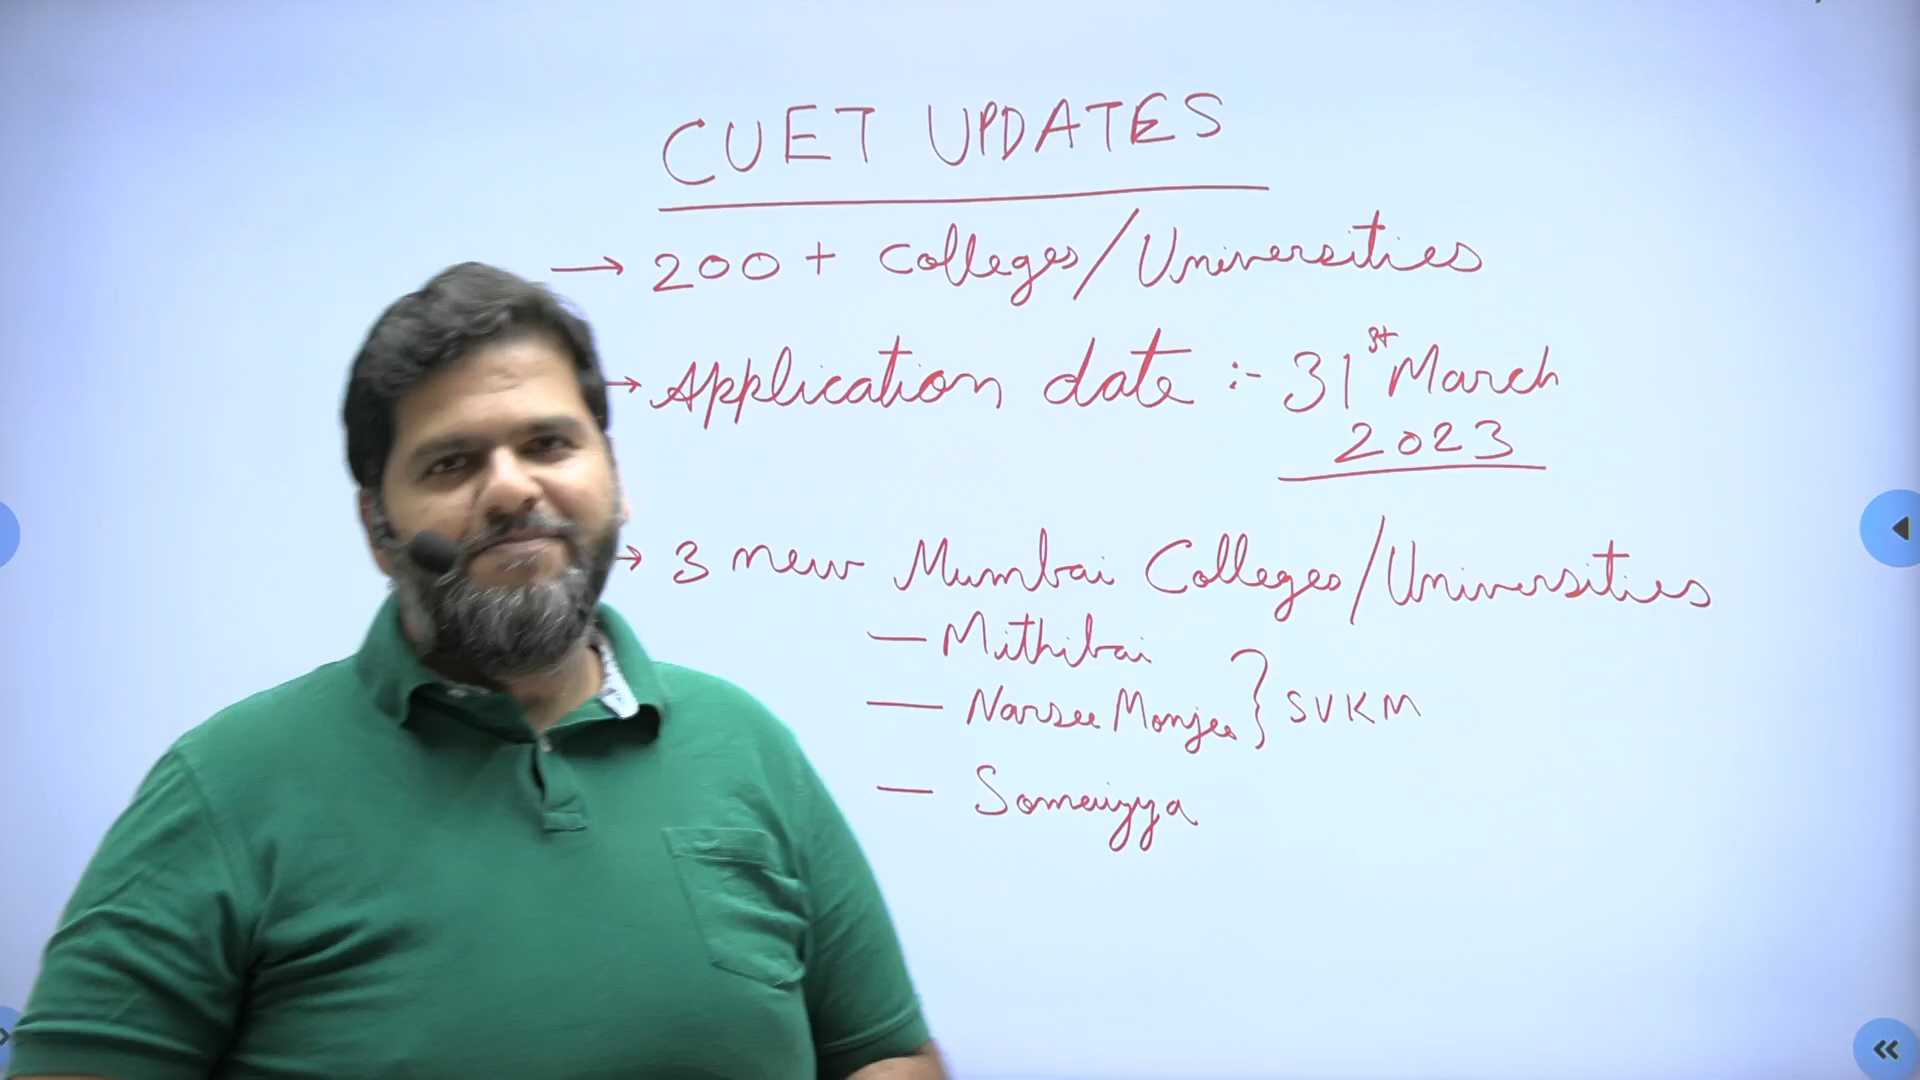 CUET UPDATES
→ 200 + Colleges/Universities
→ Application date :- 31st March
2023
→ 3 new Mumbai Colleges/Universities
— Mithibai
— Narsee Monjee } SVKM
— Somaiyya